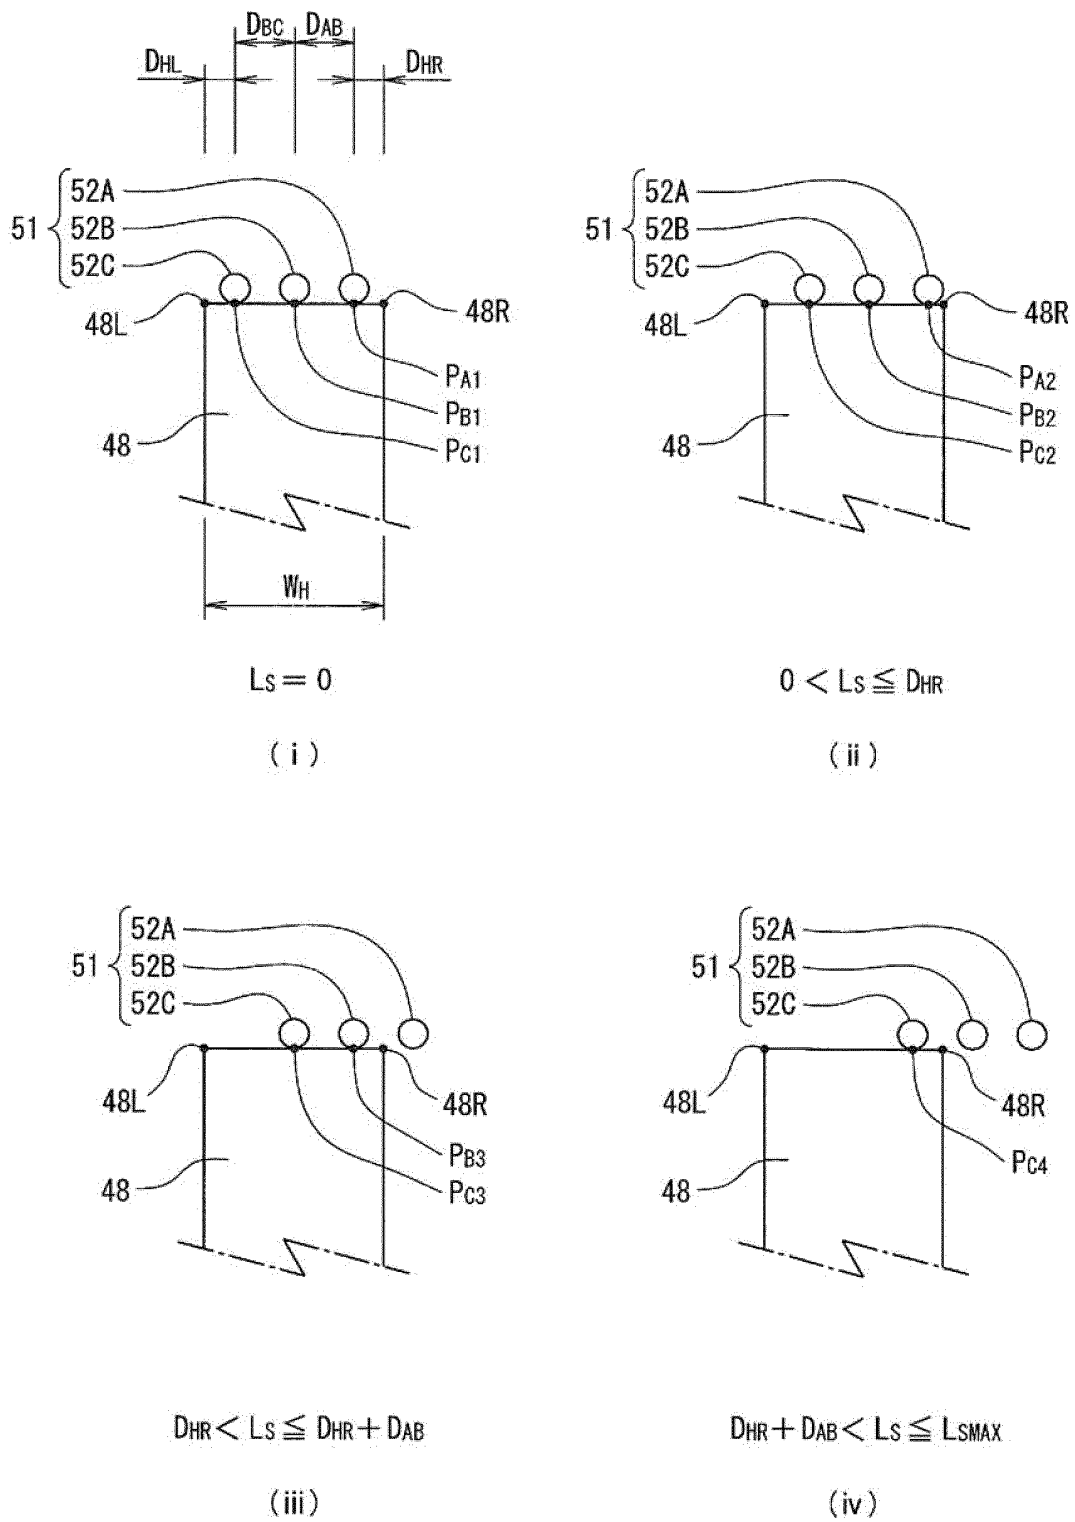 DBC DAB
DHL DHR
51 52A
52B
52C
48L 48R
PA1
PB1
48 PC1
WH
LS = 0
( i )
51 52A
52B
52C
48L 48R
PA2
PB2
48 PC2
0 < LS ≦ DHR
( ii )
51 52A
52B
52C
48L 48R
PB3
48 PC3
DHR < LS ≦ DHR + DAB
( iii )
51 52A
52B
52C
48L 48R
PC4
48
DHR + DAB < LS ≦ LSMAX
( iv )